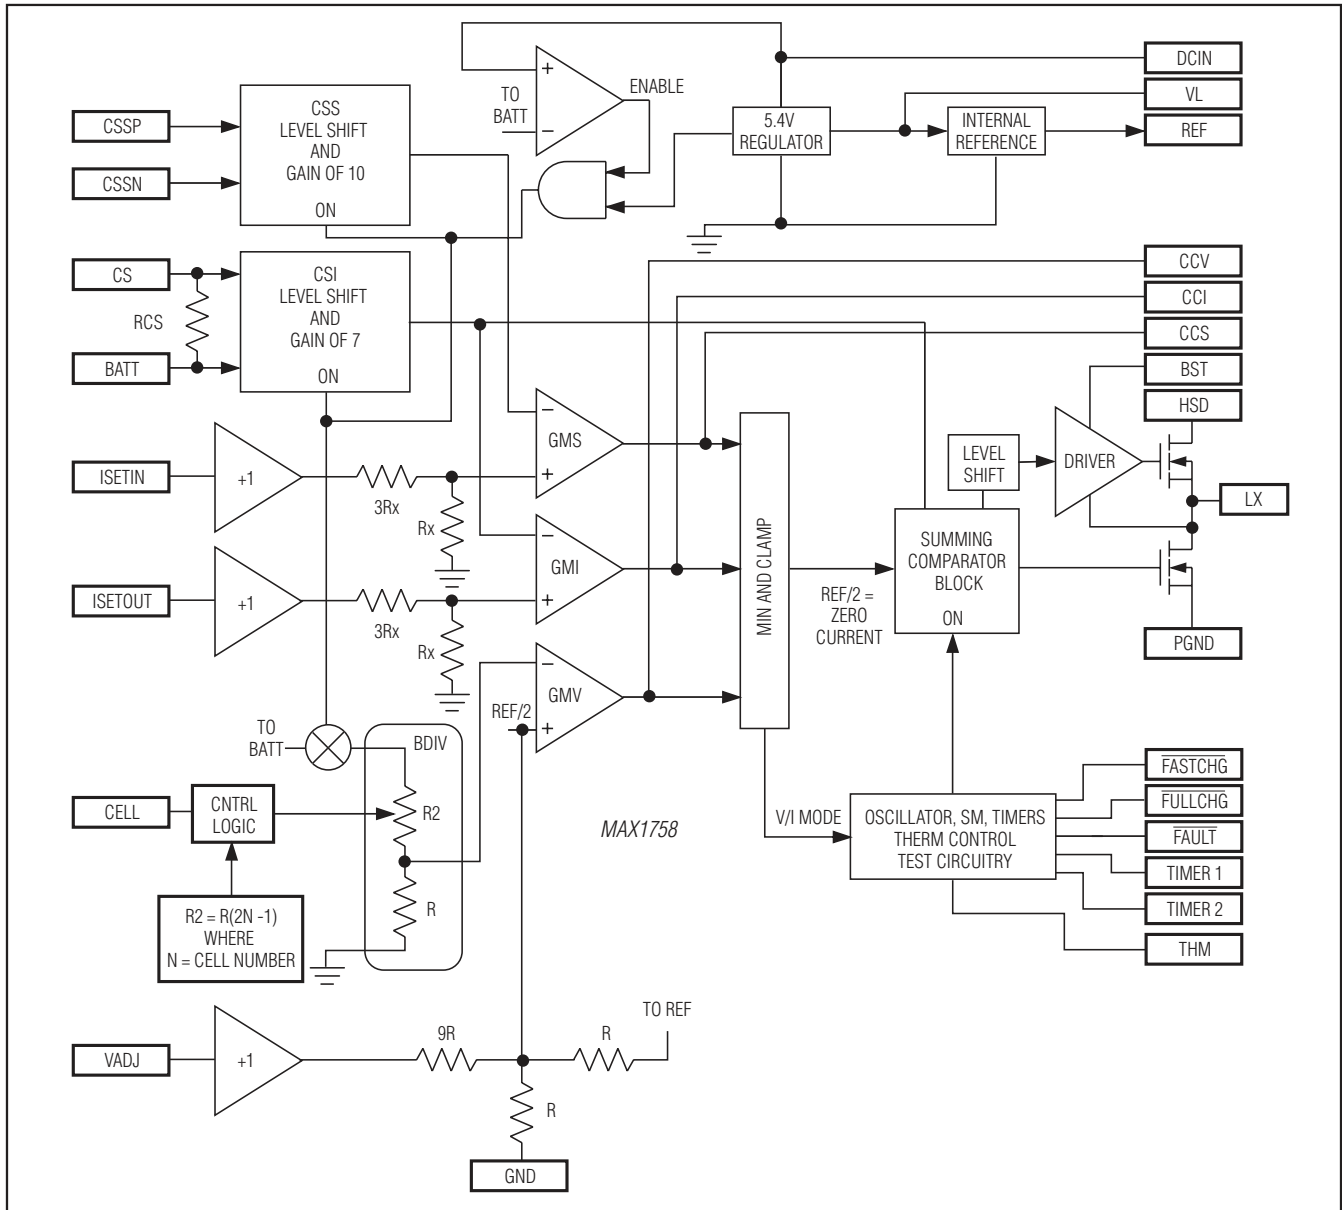 DCIN
VL
REF
TO
BATT
+
−
ENABLE
5.4V
REGULATOR
INTERNAL
REFERENCE
CSSP
CSSN
CSS
LEVEL SHIFT
AND
GAIN OF 10
ON
CS
RCS
BATT
CSI
LEVEL SHIFT
AND
GAIN OF 7
ON
CCV
CCI
CCS
BST
HSD
ISETIN
+1
3Rx
Rx
−
GMS
+
ISETOUT
+1
3Rx
Rx
−
GMI
+
−
GMV
+
REF/2
MIN AND CLAMP
REF/2 =
ZERO
CURRENT
LEVEL
SHIFT
DRIVER
SUMMING
COMPARATOR
BLOCK
ON
LX
PGND
TO
BATT
BDIV
R2
R
CELL
CNTRL
LOGIC
R2 = R(2N -1)
WHERE
N = CELL NUMBER
MAX1758
V/I MODE
OSCILLATOR, SM, TIMERS
THERM CONTROL
TEST CIRCUITRY
FASTCHG
FULLCHG
FAULT
TIMER 1
TIMER 2
THM
VADJ
+1
9R
R
TO REF
R
GND